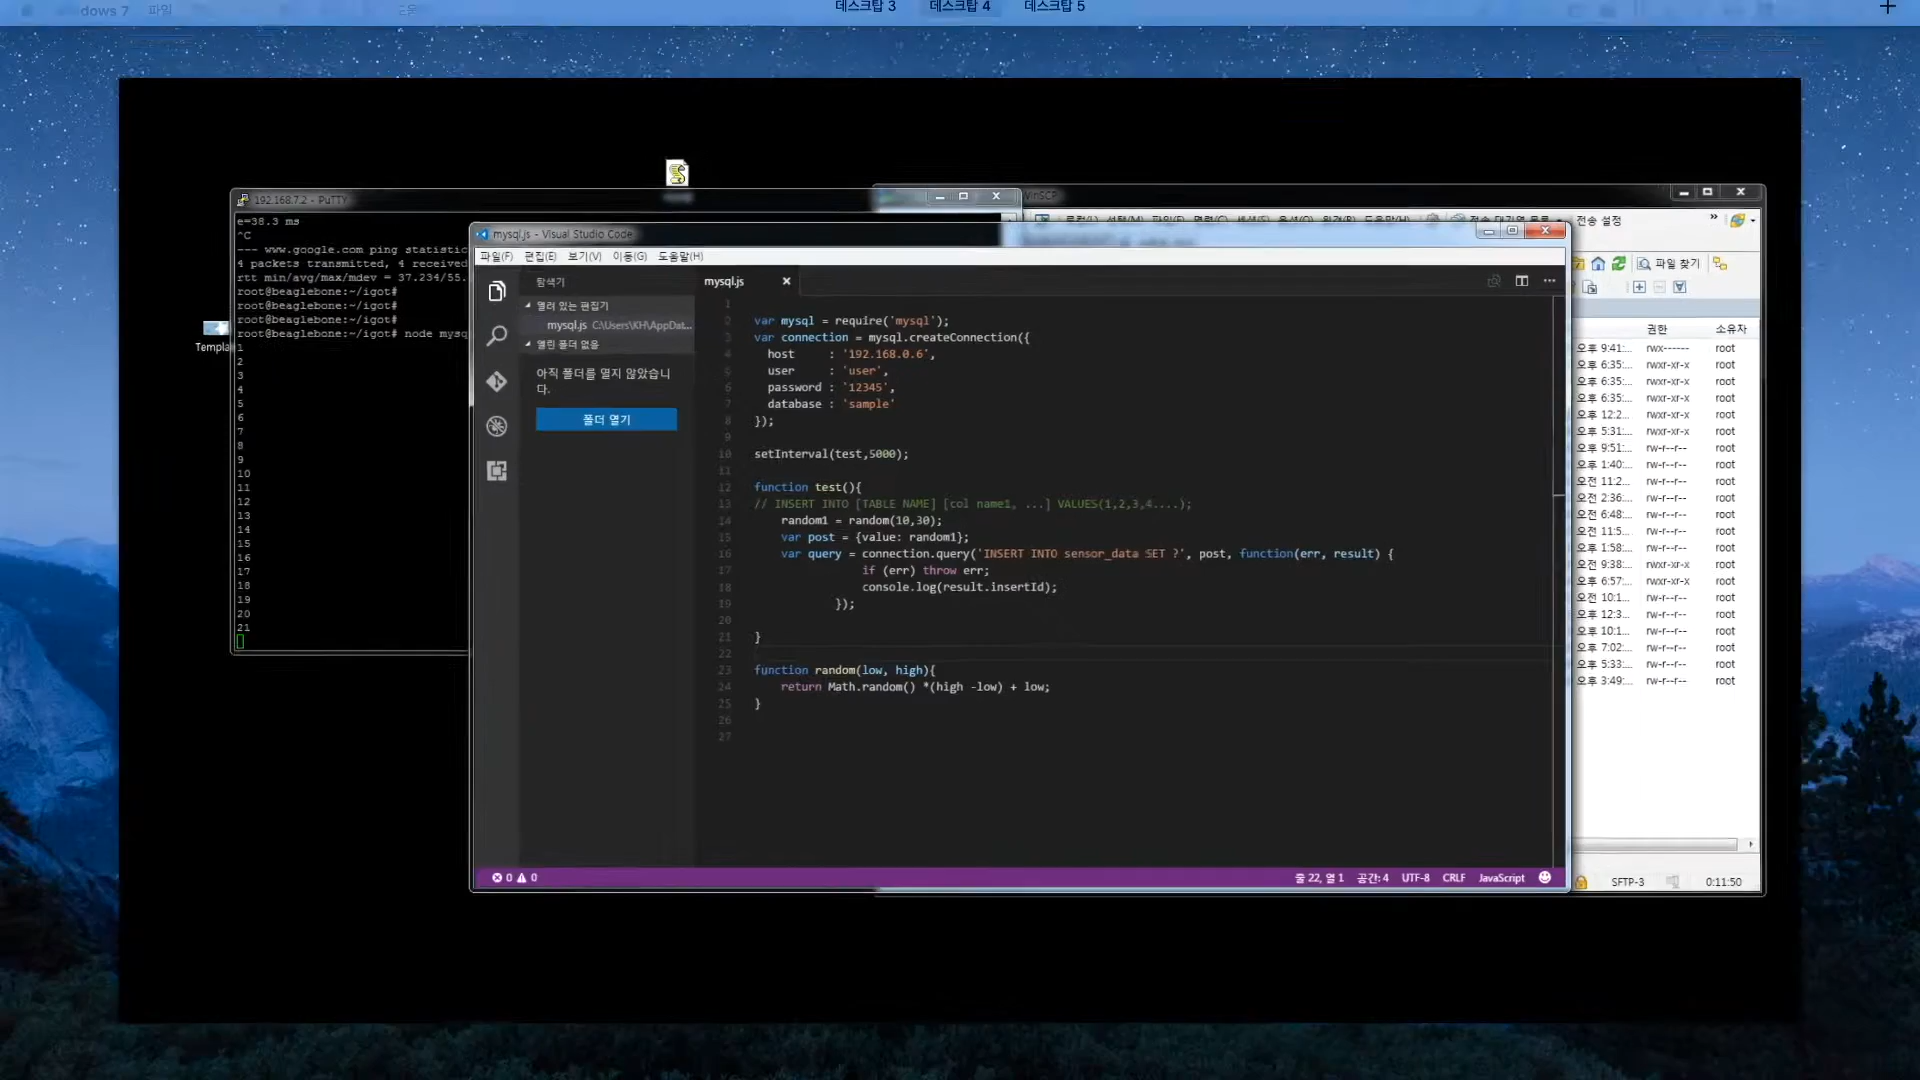 dows 7 파일 도움
데스크탑 3 데스크탑 4 데스크탑 5
192.168.7.2 - PuTTY
e=38.3 ms
^C
--- www.google.com ping statistic
4 packets transmitted, 4 received
rtt min/avg/max/mdev = 37.234/55.
root@beaglebone:~/igot#
root@beaglebone:~/igot#
root@beaglebone:~/igot#
root@beaglebone:~/igot# node mysq
1
2
3
4
5
6
7
8
9
10
11
12
13
14
15
16
17
18
19
20
21
Templa
mysql.js - Visual Studio Code
파일(F) 편집(E) 보기(V) 이동(G) 도움말(H)
탐색기
열려 있는 편집기
mysql.js C:\Users\KH\AppDat...
열린 폴더 없음
아직 폴더를 열지 않았습니
다.
폴더 열기
mysql.js
1
2 var mysql = require('mysql');
3 var connection = mysql.createConnection({
4 host : '192.168.0.6',
5 user : 'user',
6 password : '12345',
7 database : 'sample'
8 });
9
10 setInterval(test,5000);
11
12 function test(){
13 // INSERT INTO [TABLE NAME] [col name1, ...] VALUES(1,2,3,4....);
14 random1 = random(10,30);
15 var post = {value: random1};
16 var query = connection.query('INSERT INTO sensor_data SET ?', post, function(err, result) {
17 if (err) throw err;
18 console.log(result.insertId);
19 });
20
21 }
22
23 function random(low, high){
24 return Math.random() *(high -low) + low;
25 }
26
27
0 0 줄 22, 열 1 공간: 4 UTF-8 CRLF JavaScript
WinSCP
전송 설정
파일 찾기
권한 소유자
오후 9:41:... rwx------ root
오후 6:35:... rwxr-xr-x root
오후 6:35:... rwxr-xr-x root
오후 6:35:... rwxr-xr-x root
오후 12:2... rwxr-xr-x root
오후 5:31:... rwxr-xr-x root
오후 9:51:... rw-r--r-- root
오후 1:40:... rw-r--r-- root
오전 11:2... rw-r--r-- root
오전 2:36:... rw-r--r-- root
오후 6:48:... rw-r--r-- root
오전 11:5... rw-r--r-- root
오후 1:58:... rw-r--r-- root
오전 9:38:... rwxr-xr-x root
오후 6:57:... rwxr-xr-x root
오전 10:1... rw-r--r-- root
오전 12:3... rw-r--r-- root
오후 10:1... rw-r--r-- root
오후 7:02:... rw-r--r-- root
오후 5:33:... rw-r--r-- root
오후 3:49:... rw-r--r-- root
SFTP-3 0:11:50